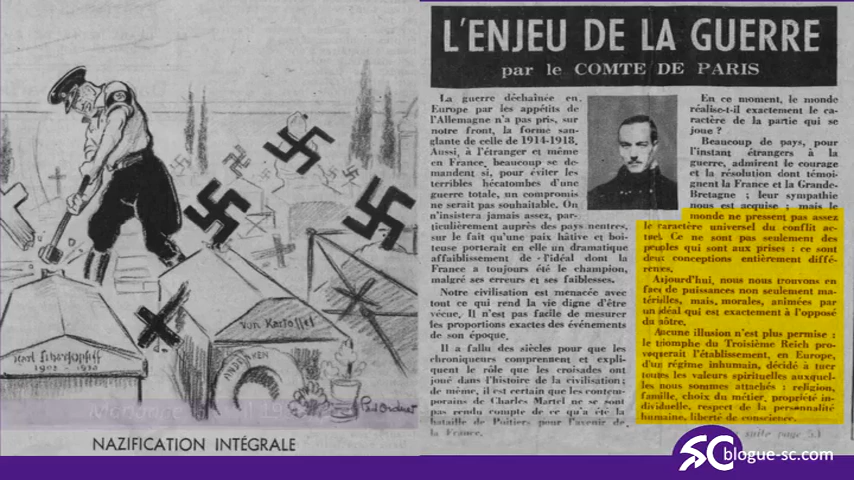 Karl Liberkopfff
1902 - 1930
von Kartoffel
ANDENKEN
NAZIFICATION INTÉGRALE
L'ENJEU DE LA GUERRE
par le COMTE DE PARIS
La guerre déchaînée en
Europe par les appétits de
l'Allemagne n'a pas pris, sur
notre front, la forme san-
glante de celle de 1914-1918.
Aussi, à l'étranger et même
en France, beaucoup se de-
mandent si, pour éviter les
terribles hécatombes d'une
guerre totale, un compromis
ne serait pas souhaitable. On
n'insistera jamais assez, par-
ticulièrement auprès des pays neutres,
sur le fait qu'une paix hâtive et boi-
teuse porterait en elle un dramatique
affaiblissement de l'idéal dont la
France a toujours été le champion,
malgré ses erreurs et ses faiblesses.
Notre civilisation est menacée avec
tout ce qui rend la vie digne d'être
vécue. Il n'est pas facile de mesurer
les proportions exactes des événements
de son époque.
Il a fallu des siècles pour que les
chroniqueurs comprennent et expli-
quent le rôle que les croisades ont
joué dans l'histoire de la civilisation ;
de même, il est certain que les contem-
porains de Charles Martel ne se sont
pas rendu compte de ce qu'a été la
bataille de Poitiers pour l'avenir de
la France.
En ce moment, le monde
réalise-t-il exactement le ca-
ractère de la partie qui se
joue ?
Beaucoup de pays, pour
l'instant étrangers à la
guerre, admirent le courage
et la résolution dont témoi-
gnent la France et la Grande-
Bretagne ; leur sympathie
nous est acquise ; mais le
monde ne pressent pas assez
le caractère universel du conflit ac-
tuel. Ce ne sont pas seulement des
peuples qui sont aux prises : ce sont
deux conceptions entièrement diffé-
rentes.
Aujourd'hui, nous nous trouvons en
face de puissances non seulement ma-
térielles, mais morales, animées par
un idéal qui est exactement à l'opposé
du nôtre.
Aucune illusion n'est plus permise :
le triomphe du Troisième Reich pro-
voquerait l'établissement, en Europe,
d'un régime inhumain, décidé à tuer
toutes les valeurs spirituelles auxquel-
les nous sommes attachés : religion,
famille, choix du métier, propriété in-
dividuelle, respect de la personnalité
humaine, liberté de conscience.
suite page 5.)
SC blogue-sc.com